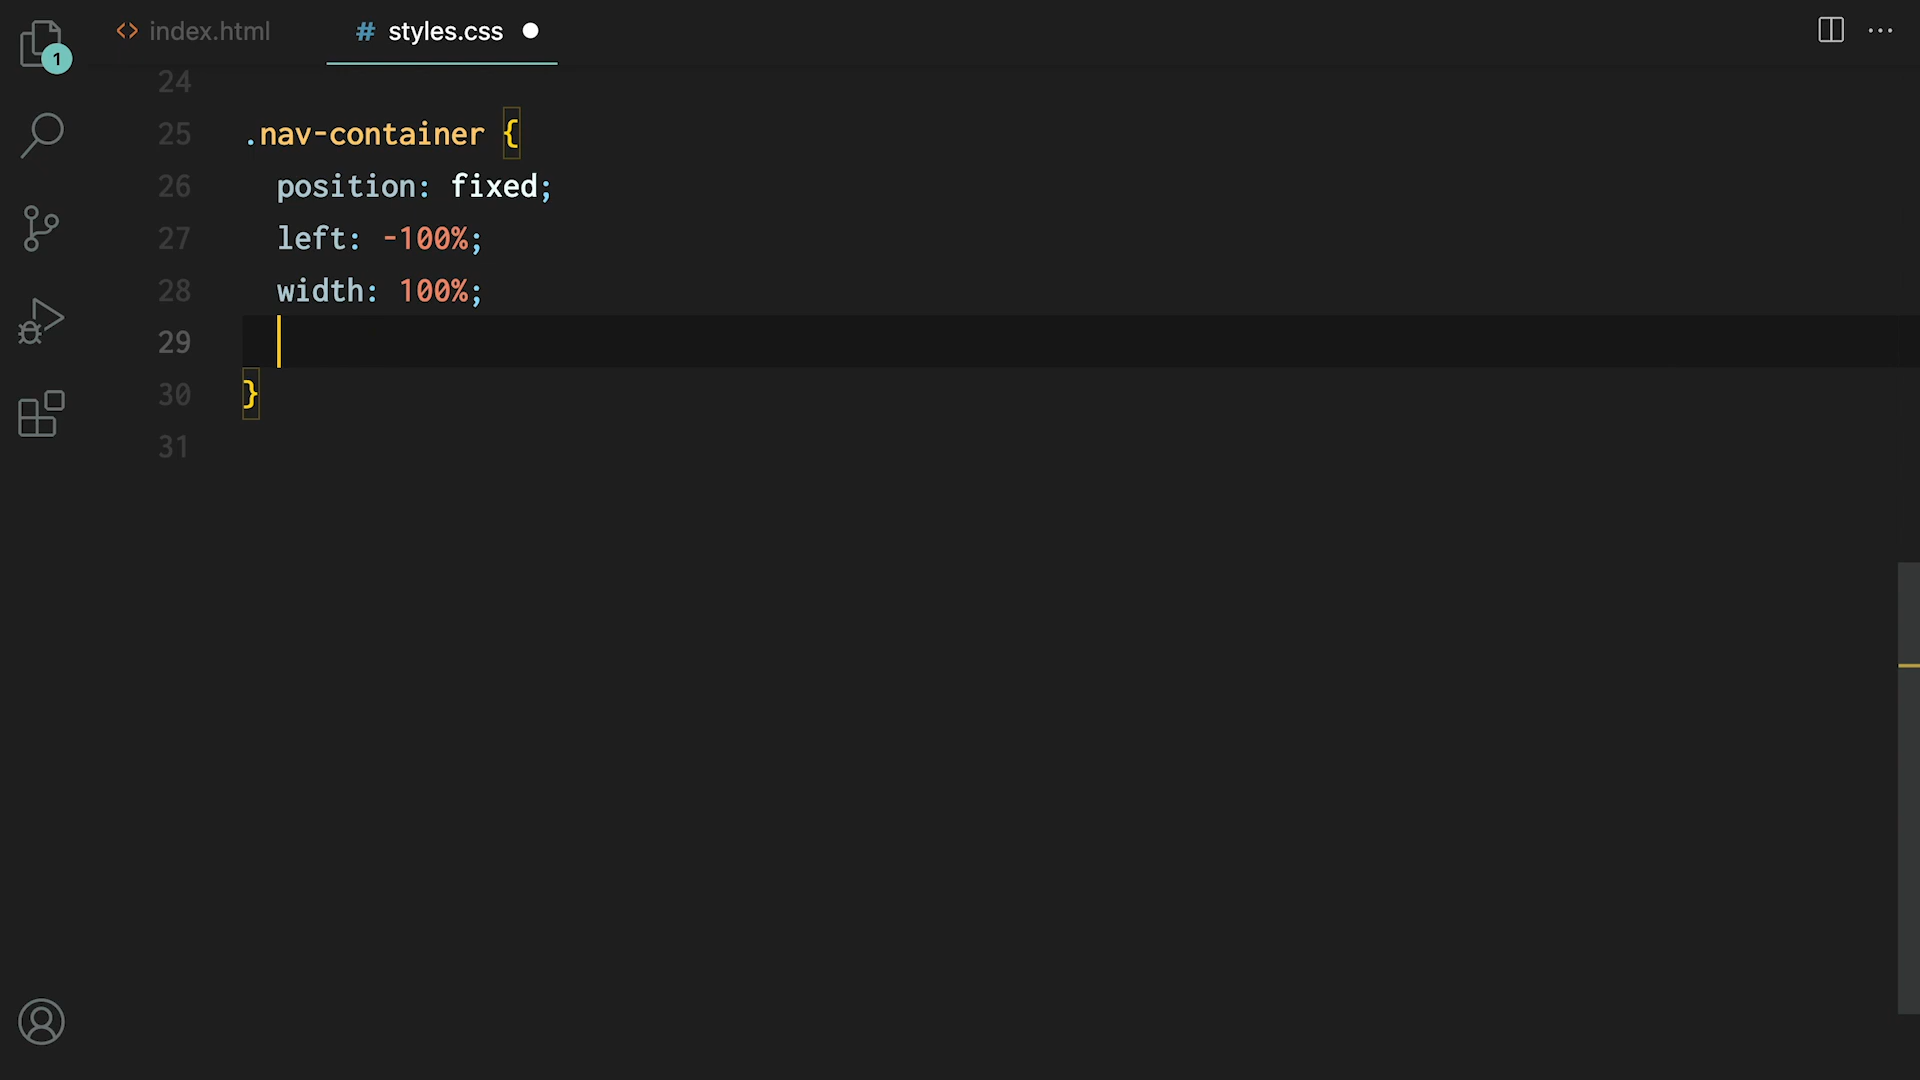 index.html
# styles.css
1
24
25 .nav-container {
26 position: fixed;
27 left: -100%;
28 width: 100%;
29
30 }
31